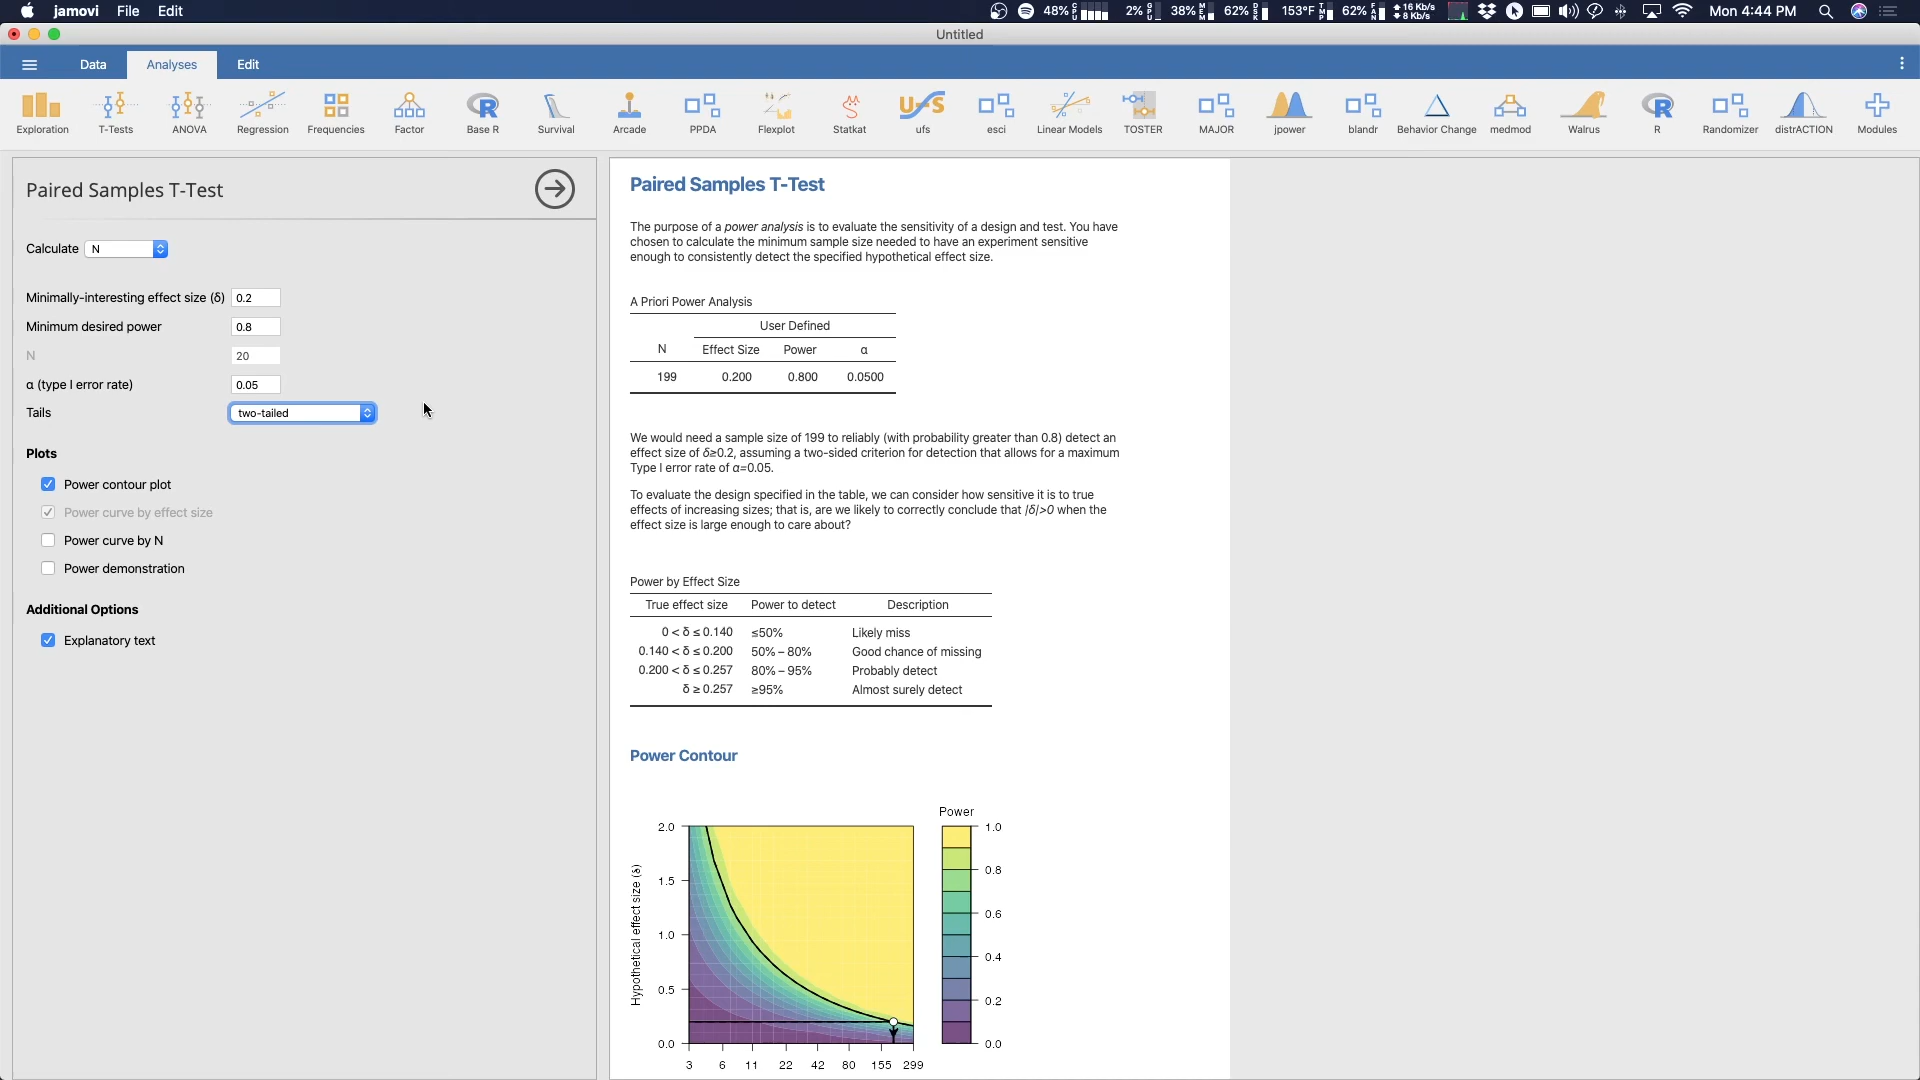 jamovi File Edit 48% 2% 38% 62% 153°F 62% 16 Kb/s 8 Kb/s Mon 4:44 PM
Untitled
Data Analyses Edit
Exploration T-Tests ANOVA Regression Frequencies Factor Base R Survival Arcade PPDA Flexplot Statkat ufs esci Linear Models TOSTER MAJOR jpower blandr Behavior Change medmod Walrus R Randomizer distrACTION Modules
Paired Samples T-Test
Calculate N
Minimally-interesting effect size (δ) 0.2
Minimum desired power 0.8
N 20
α (type I error rate) 0.05
Tails two-tailed
Plots
Power contour plot
Power curve by effect size
Power curve by N
Power demonstration
Additional Options
Explanatory text
Paired Samples T-Test
The purpose of a power analysis is to evaluate the sensitivity of a design and test. You have
chosen to calculate the minimum sample size needed to have an experiment sensitive
enough to consistently detect the specified hypothetical effect size.
A Priori Power Analysis
User Defined
N Effect Size Power α
199 0.200 0.800 0.0500
We would need a sample size of 199 to reliably (with probability greater than 0.8) detect an
effect size of δ≥0.2, assuming a two-sided criterion for detection that allows for a maximum
Type I error rate of α=0.05.
To evaluate the design specified in the table, we can consider how sensitive it is to true
effects of increasing sizes; that is, are we likely to correctly conclude that |δ|>0 when the
effect size is large enough to care about?
Power by Effect Size
True effect size Power to detect Description
0 < δ ≤ 0.140 ≤50% Likely miss
0.140 < δ ≤ 0.200 50% – 80% Good chance of missing
0.200 < δ ≤ 0.257 80% – 95% Probably detect
δ ≥ 0.257 ≥95% Almost surely detect
Power Contour
Power
Hypothetical effect size (δ)
2.0
1.5
1.0
0.5
0.0
3 6 11 22 42 80 155 299
1.0
0.8
0.6
0.4
0.2
0.0